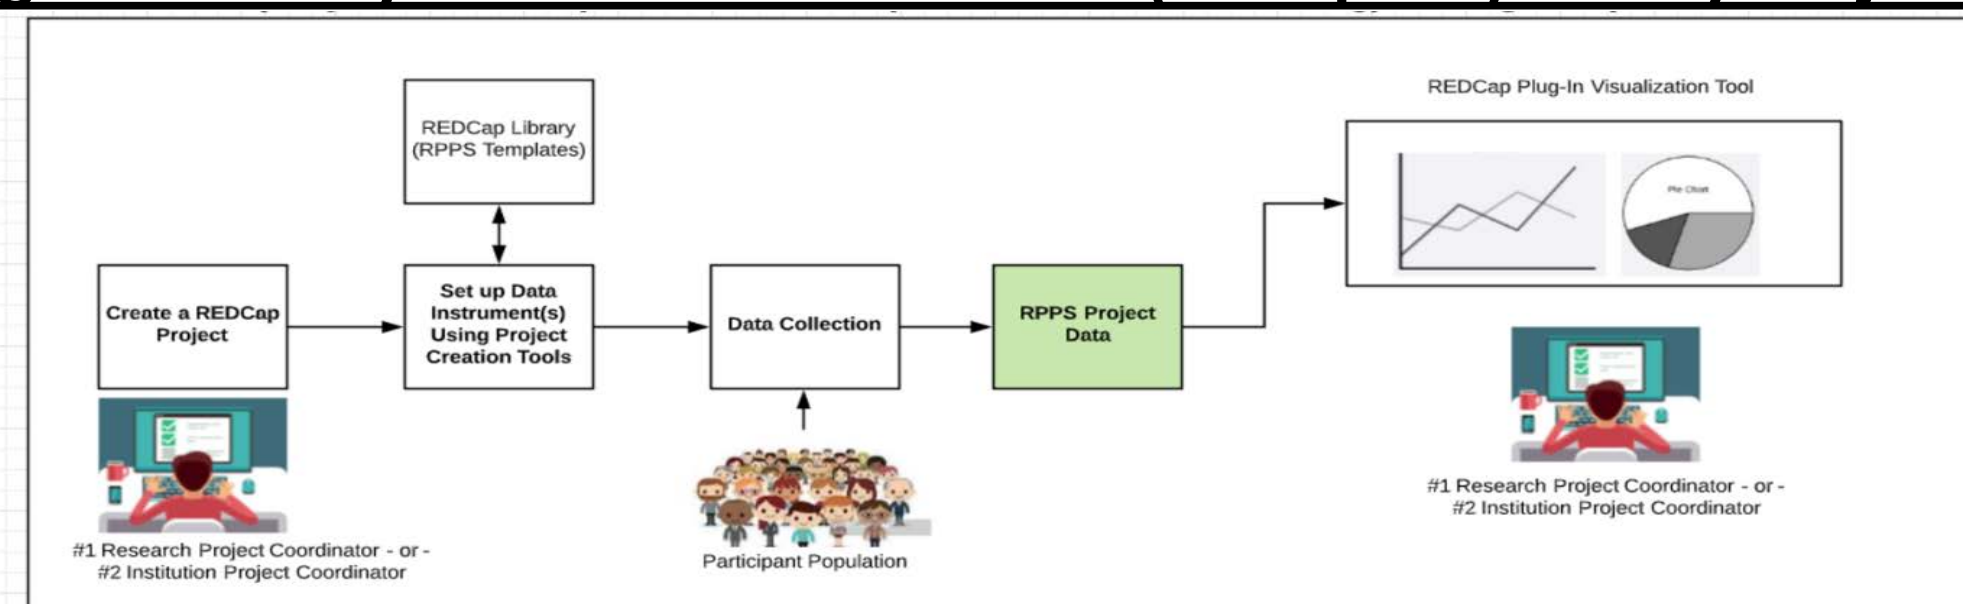 REDCap Plug-In Visualization Tool
REDCap Library
(RPPS Templates)
Pie Chart
Create a REDCap
Project
Set up Data
Instrument(s)
Using Project
Creation Tools
Data Collection
RPPS Project
Data
#1 Research Project Coordinator - or -
#2 Institution Project Coordinator
Participant Population
#1 Research Project Coordinator - or -
#2 Institution Project Coordinator